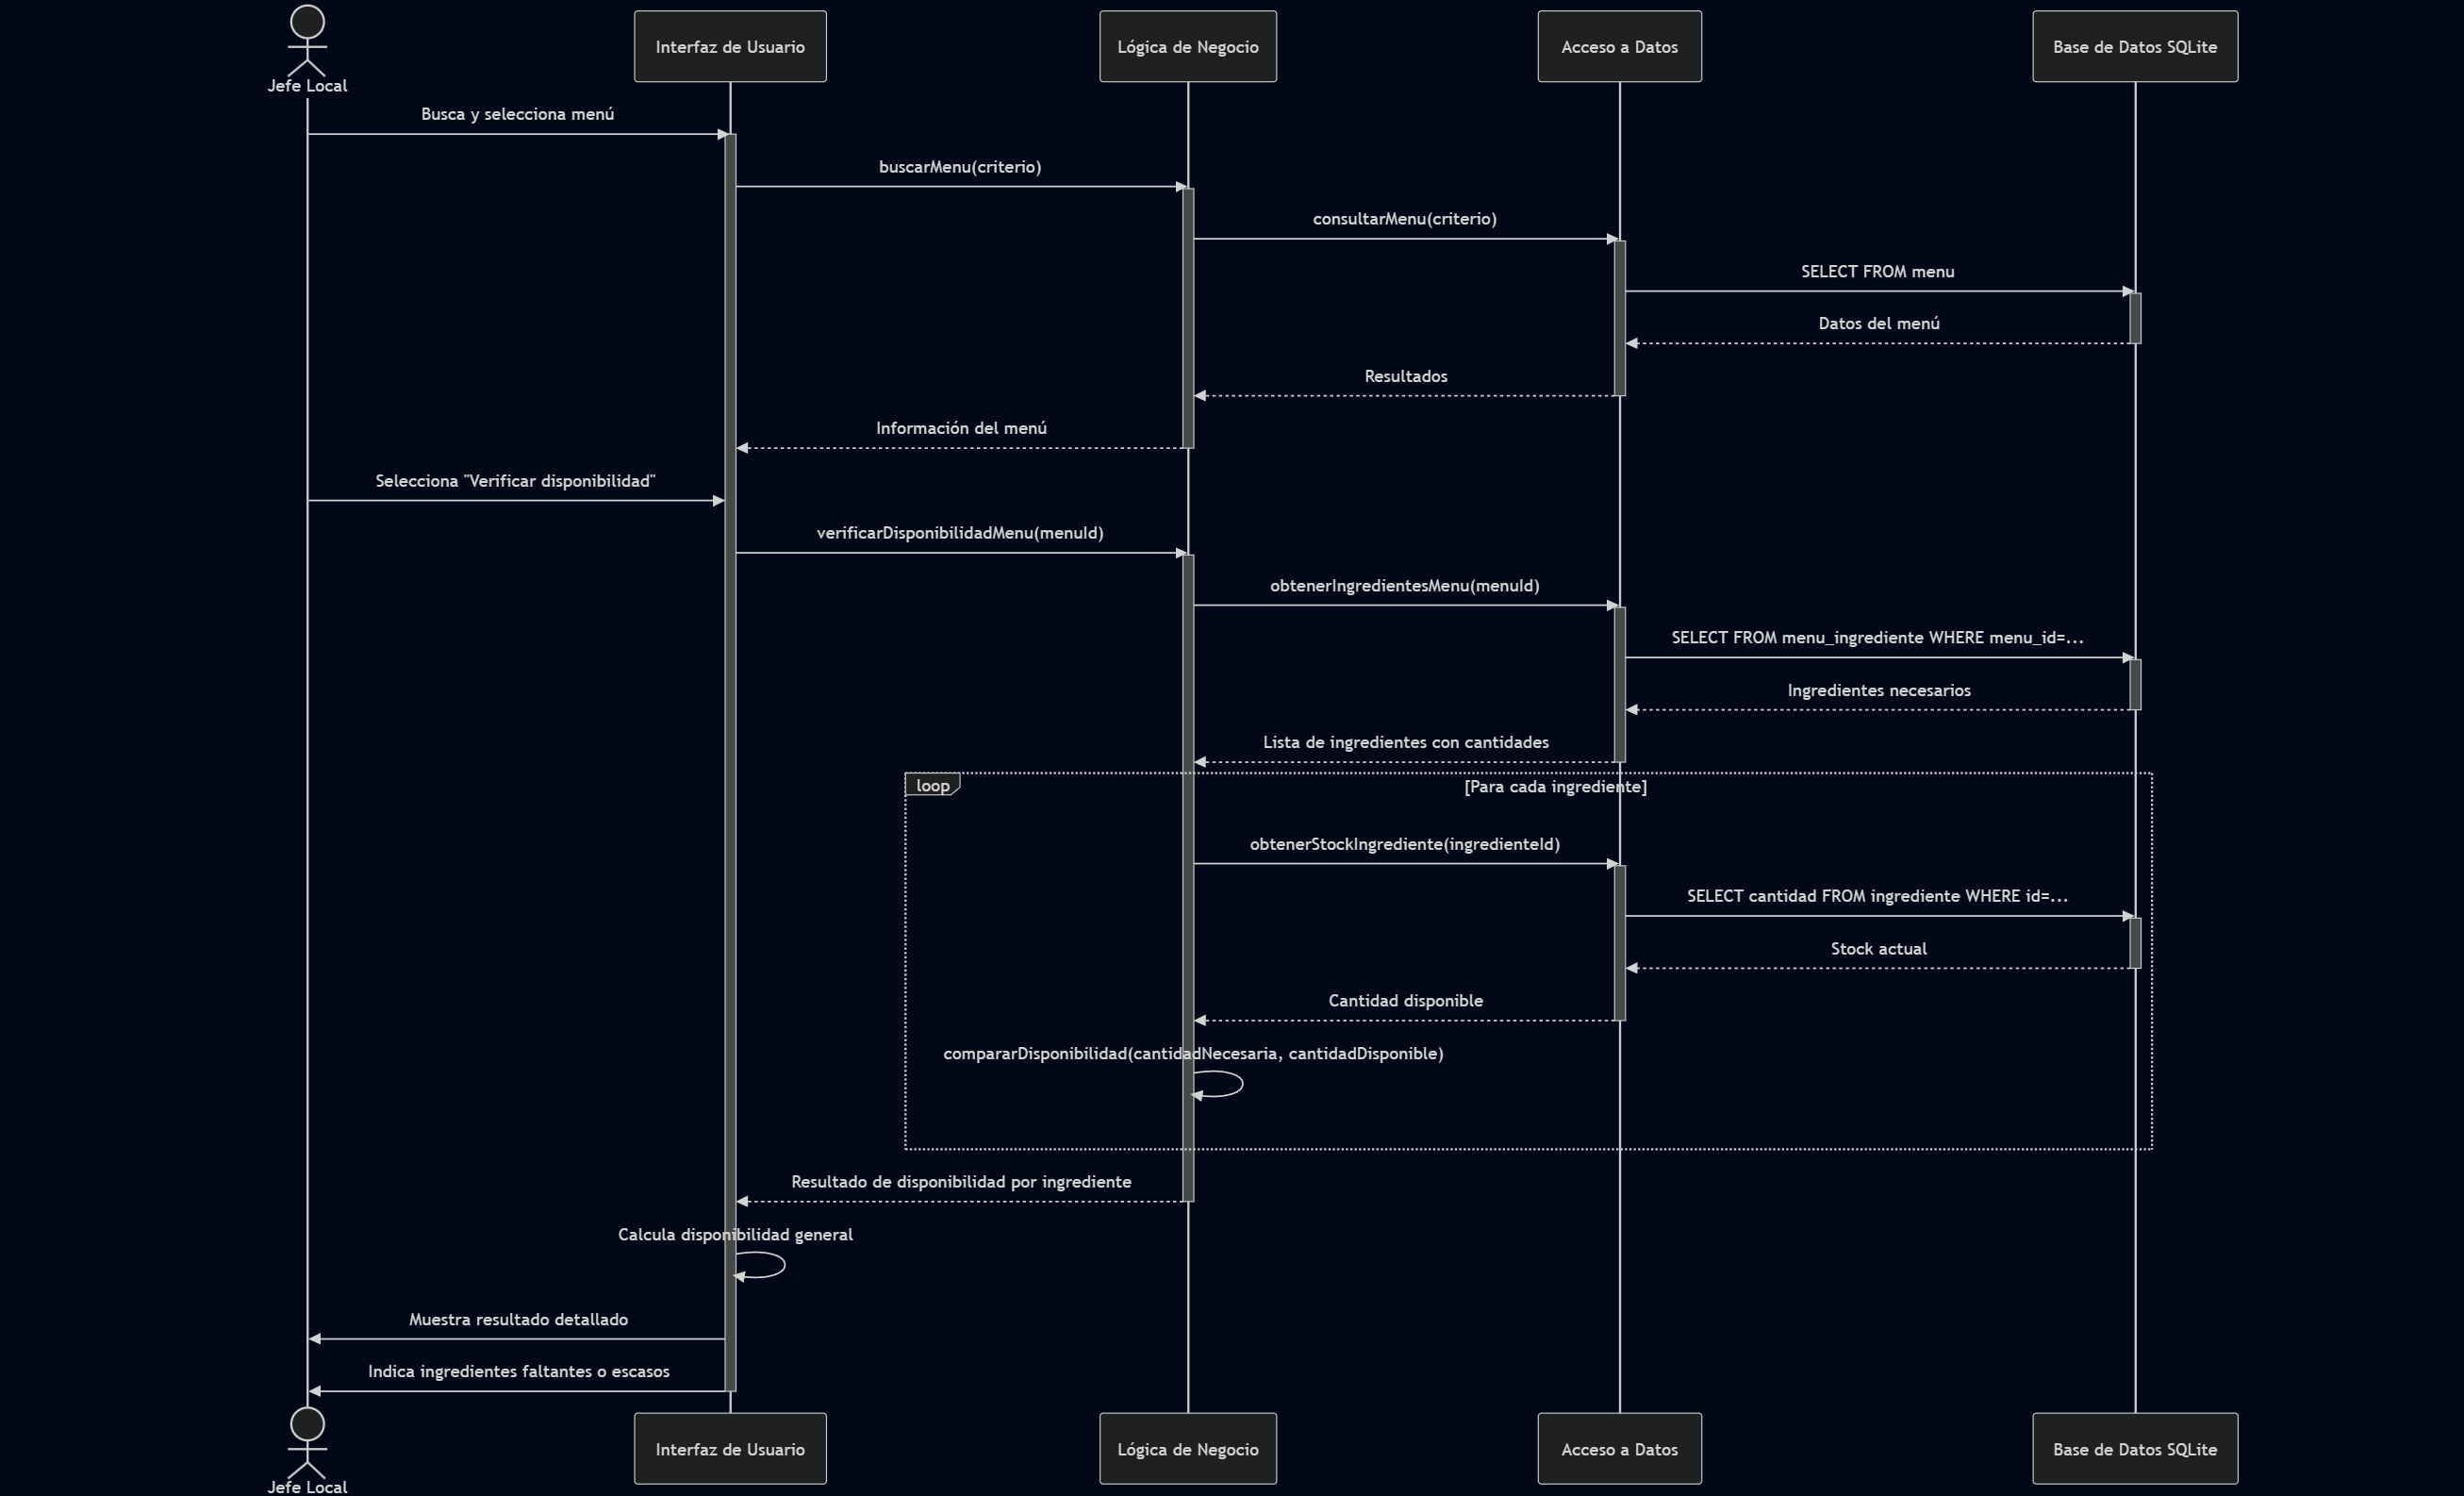 Jefe Local
Interfaz de Usuario
Lógica de Negocio
Acceso a Datos
Base de Datos SQLite
Busca y selecciona menú
buscarMenu(criterio)
consultarMenu(criterio)
SELECT FROM menu
Datos del menú
Resultados
Información del menú
Selecciona "Verificar disponibilidad"
verificarDisponibilidadMenu(menuId)
obtenerIngredientesMenu(menuId)
SELECT FROM menu_ingrediente WHERE menu_id=...
Ingredientes necesarios
Lista de ingredientes con cantidades
loop
[Para cada ingrediente]
obtenerStockIngrediente(ingredienteId)
SELECT cantidad FROM ingrediente WHERE id=...
Stock actual
Cantidad disponible
compararDisponibilidad(cantidadNecesaria, cantidadDisponible)
Resultado de disponibilidad por ingrediente
Calcula disponibilidad general
Muestra resultado detallado
Indica ingredientes faltantes o escasos
Jefe Local
Interfaz de Usuario
Lógica de Negocio
Acceso a Datos
Base de Datos SQLite